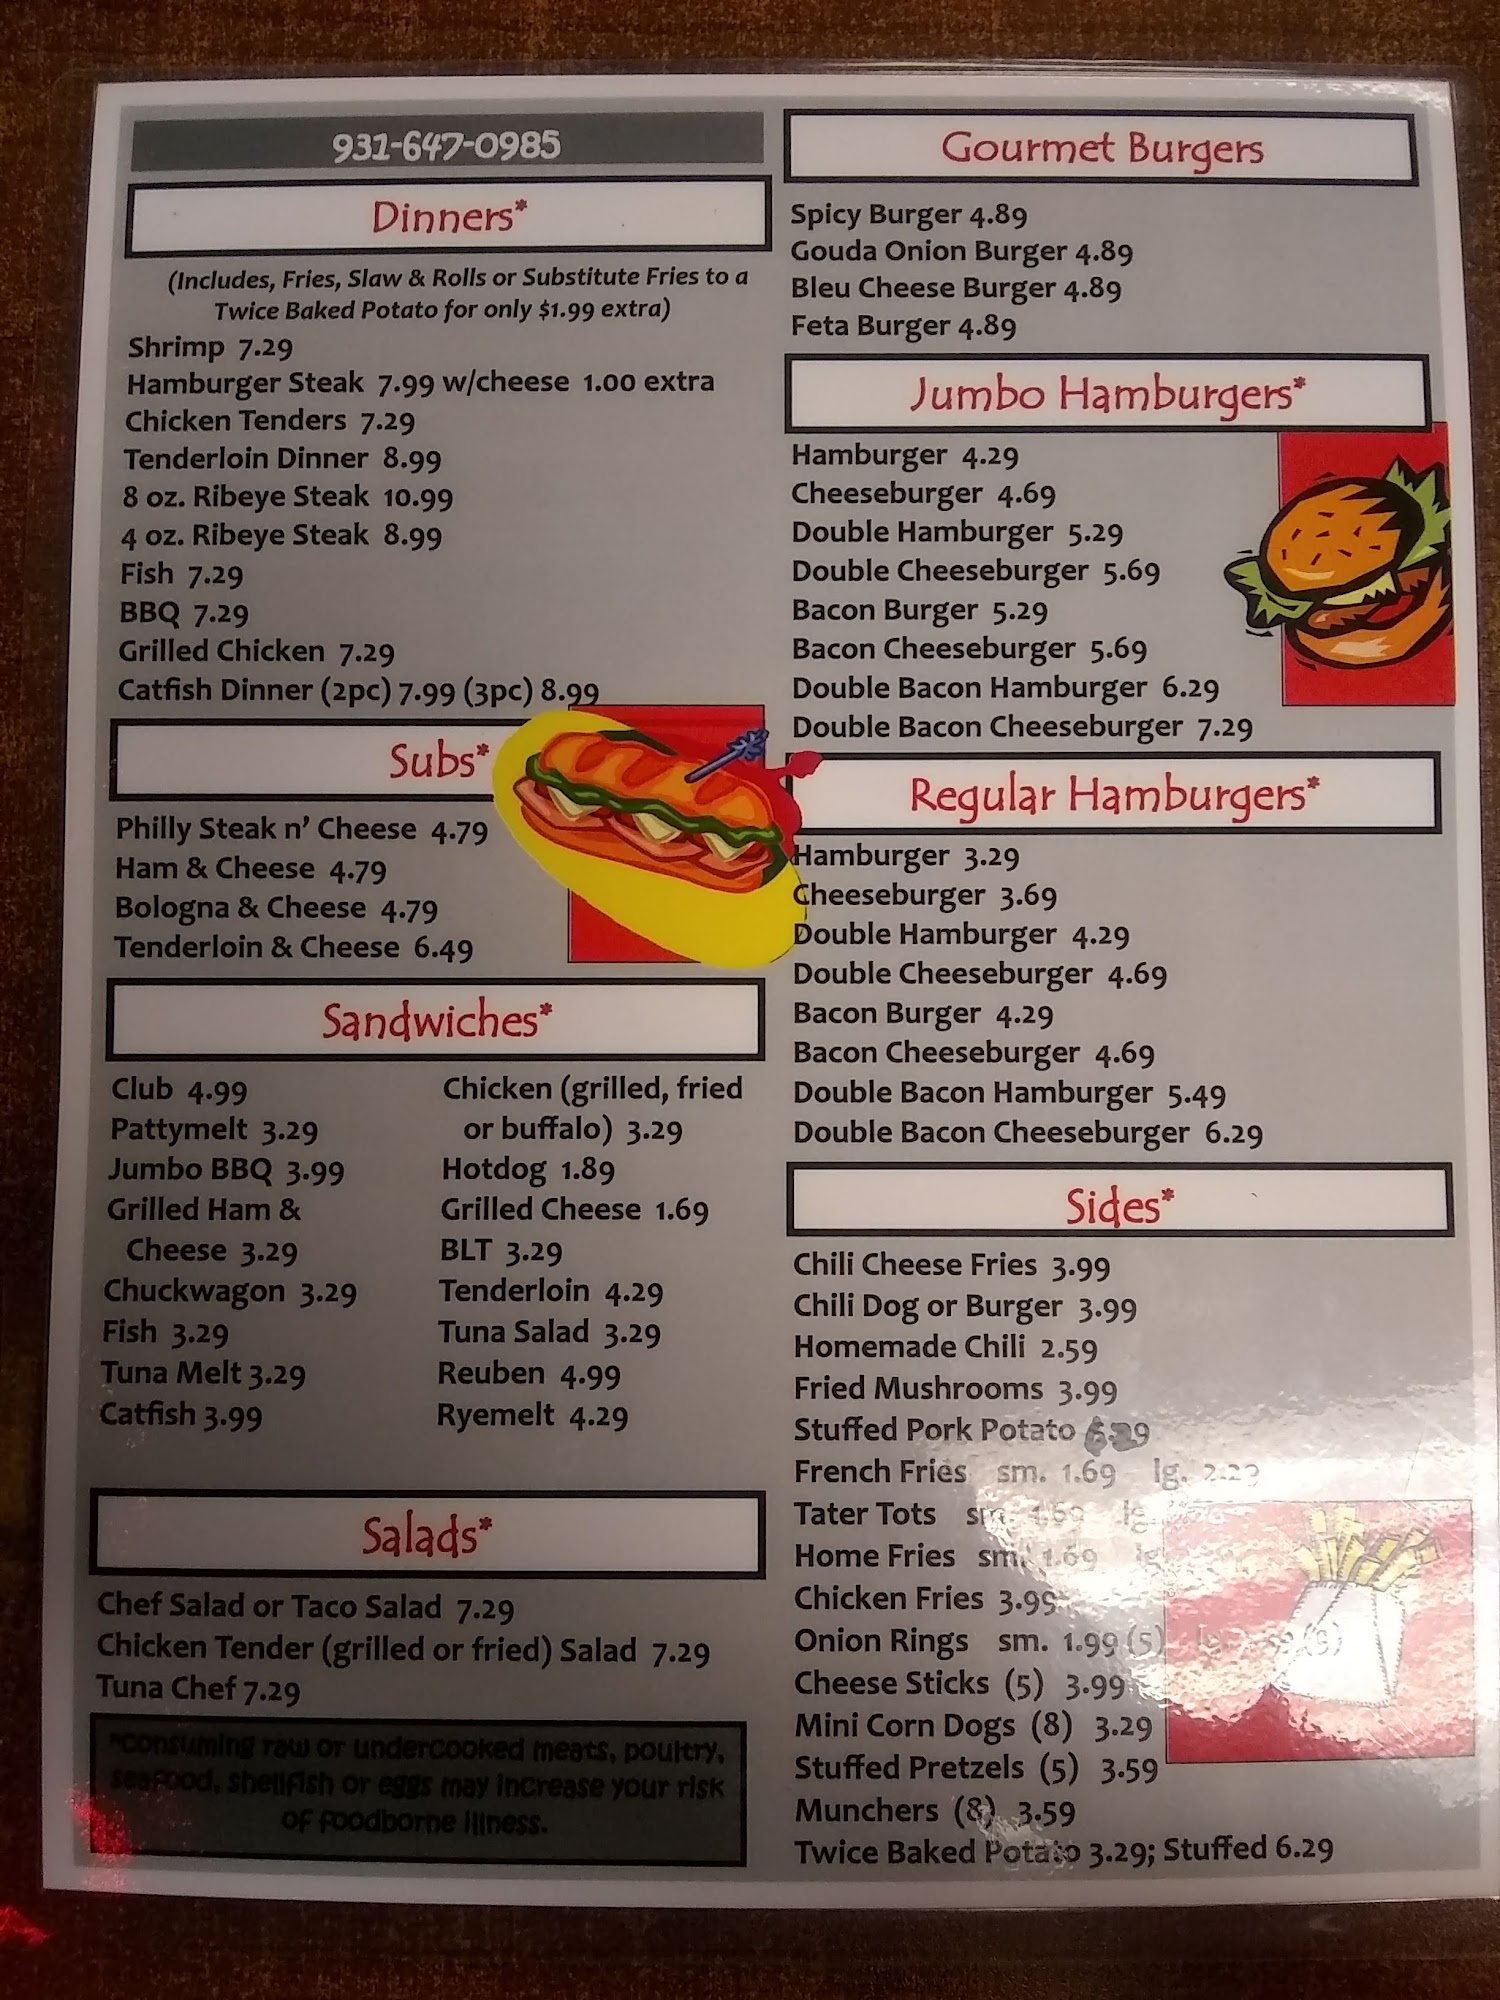 931-647-0985
Dinners*
(Includes, Fries, Slaw & Rolls or Substitute Fries to a
Twice Baked Potato for only $1.99 extra)
Shrimp 7.29
Hamburger Steak 7.99 w/cheese 1.00 extra
Chicken Tenders 7.29
Tenderloin Dinner 8.99
8 oz. Ribeye Steak 10.99
4 oz. Ribeye Steak 8.99
Fish 7.29
BBQ 7.29
Grilled Chicken 7.29
Catfish Dinner (2pc) 7.99 (3pc) 8.99
Subs*
Philly Steak n' Cheese 4.79
Ham & Cheese 4.79
Bologna & Cheese 4.79
Tenderloin & Cheese 6.49
Sandwiches*
Club 4.99
Pattymelt 3.29
Jumbo BBQ 3.99
Grilled Ham &
Cheese 3.29
Chuckwagon 3.29
Fish 3.29
Tuna Melt 3.29
Catfish 3.99
Chicken (grilled, fried
or buffalo) 3.29
Hotdog 1.89
Grilled Cheese 1.69
BLT 3.29
Tenderloin 4.29
Tuna Salad 3.29
Reuben 4.99
Ryemelt 4.29
Salads*
Chef Salad or Taco Salad 7.29
Chicken Tender (grilled or fried) Salad 7.29
Tuna Chef 7.29
*Consuming raw or undercooked meats, poultry,
seafood, shellfish or eggs may increase your risk
of foodborne illness.
Gourmet Burgers
Spicy Burger 4.89
Gouda Onion Burger 4.89
Bleu Cheese Burger 4.89
Feta Burger 4.89
Jumbo Hamburgers*
Hamburger 4.29
Cheeseburger 4.69
Double Hamburger 5.29
Double Cheeseburger 5.69
Bacon Burger 5.29
Bacon Cheeseburger 5.69
Double Bacon Hamburger 6.29
Double Bacon Cheeseburger 7.29
Regular Hamburgers*
Hamburger 3.29
Cheeseburger 3.69
Double Hamburger 4.29
Double Cheeseburger 4.69
Bacon Burger 4.29
Bacon Cheeseburger 4.69
Double Bacon Hamburger 5.49
Double Bacon Cheeseburger 6.29
Sides*
Chili Cheese Fries 3.99
Chili Dog or Burger 3.99
Homemade Chili 2.59
Fried Mushrooms 3.99
Stuffed Pork Potato
French Fries sm. 1.69 lg.
Tater Tots sm. 1.69 lg.
Home Fries sm. 1.69 lg
Chicken Fries 3.99
Onion Rings sm. 1.99 (5)
Cheese Sticks (5) 3.99
Mini Corn Dogs (8) 3.29
Stuffed Pretzels (5) 3.59
Munchers (8) 3.59
Twice Baked Potato 3.29; Stuffed 6.29